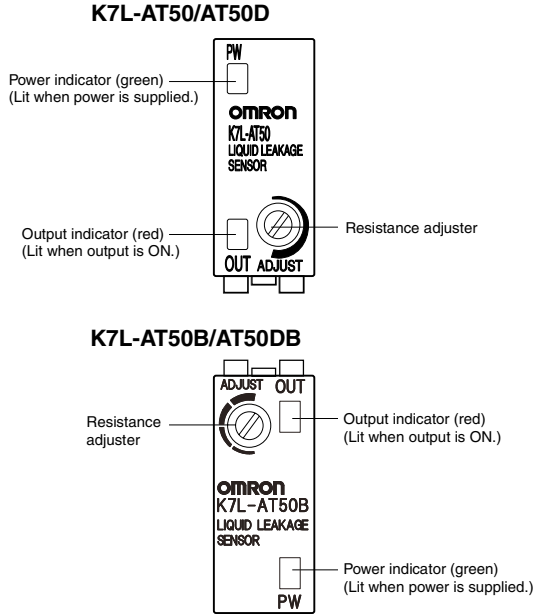 K7L-AT50/AT50D
PW
Power indicator (green)
(Lit when power is supplied.)
OMRON
K7L-AT50
LIQUID LEAKAGE
SENSOR
Output indicator (red)
(Lit when output is ON.)
Resistance adjuster
OUT ADJUST
K7L-AT50B/AT50DB
ADJUST OUT
Resistance
adjuster
Output indicator (red)
(Lit when output is ON.)
OMRON
K7L-AT50B
LIQUID LEAKAGE
SENSOR
Power indicator (green)
(Lit when power is supplied.)
PW